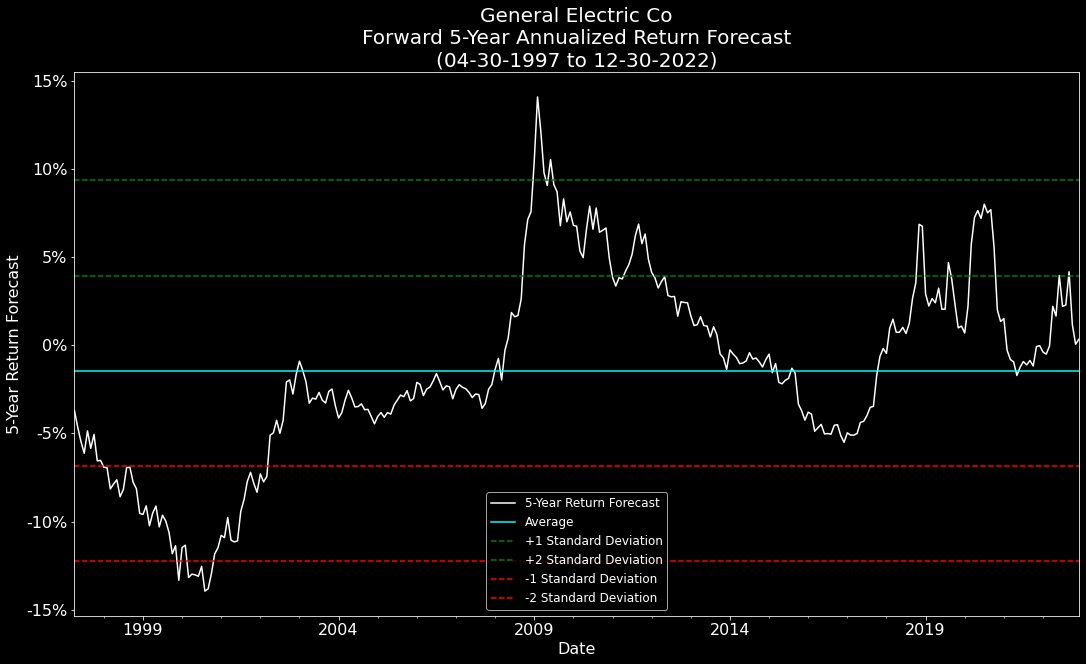 General Electric Co
Forward 5-Year Annualized Return Forecast
(04-30-1997 to 12-30-2022)
15%
10%
5%
0%
-5%
-10%
-15%
5-Year Return Forecast
5-Year Return Forecast
Average
+1 Standard Deviation
+2 Standard Deviation
-1 Standard Deviation
-2 Standard Deviation
1999
2004
2009
2014
2019
Date